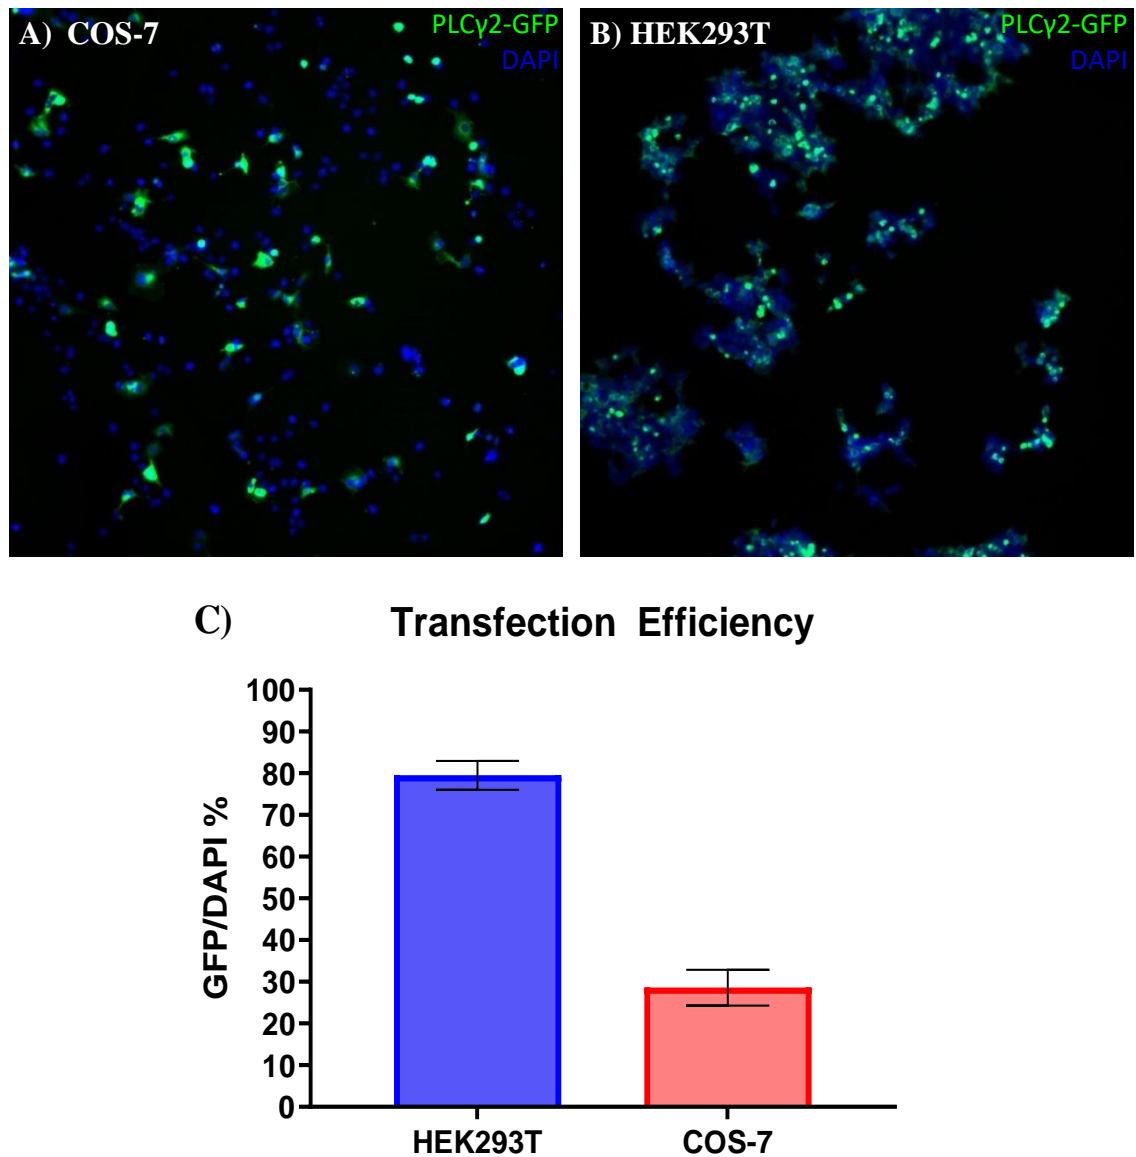 A) COS-7
PLCγ2-GFP
DAPI
B) HEK293T
PLCγ2-GFP
DAPI
C)
Transfection Efficiency
GFP/DAPI %
100
90
80
70
60
50
40
30
20
10
0
HEK293T
COS-7